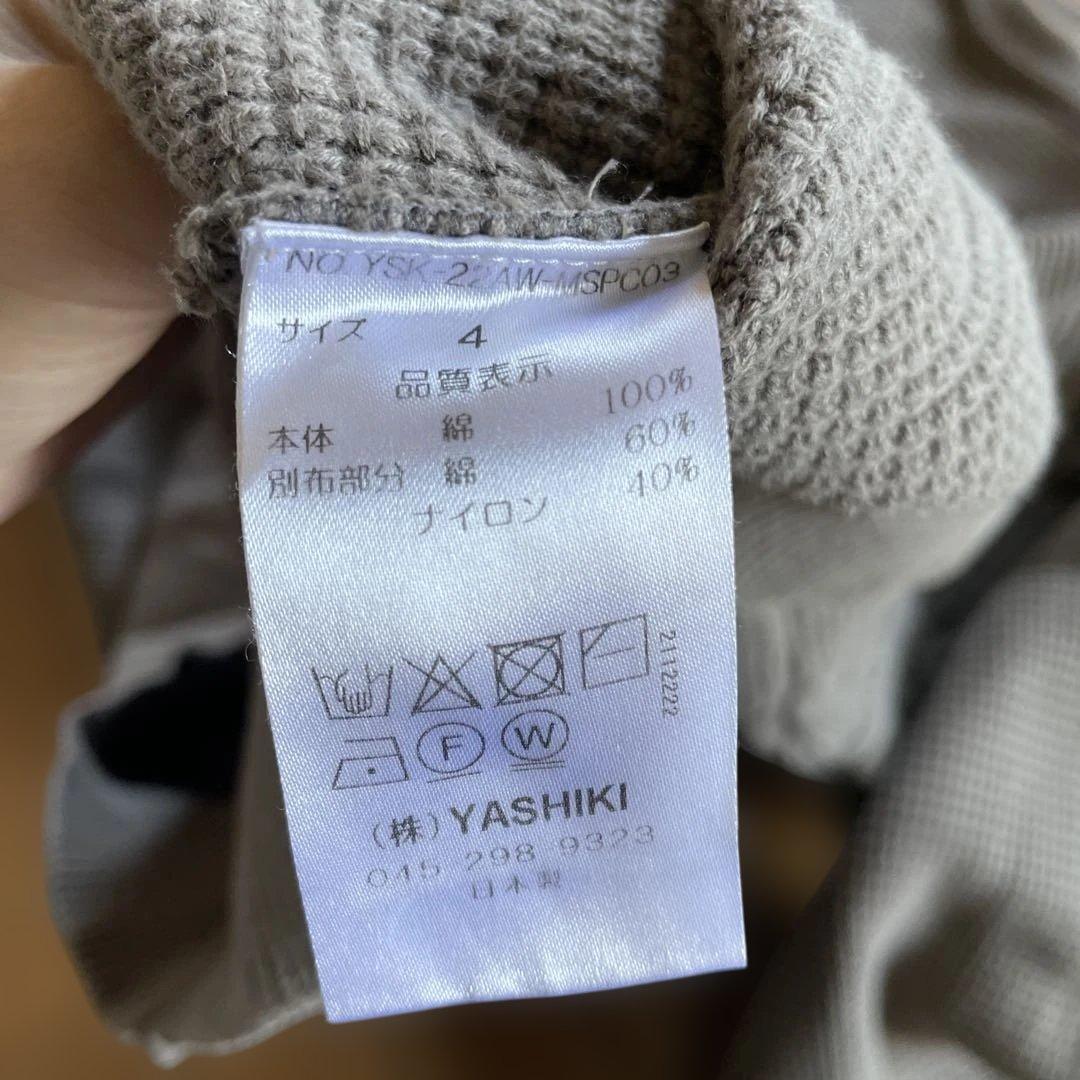 NO. YSK-22AW-MSPC03
サイズ 4
品質表示
本体 綿 100%
別布部分 綿 60%
ナイロン 40%
2112222
F W
(株) YASHIKI
045 298 9323
日本製